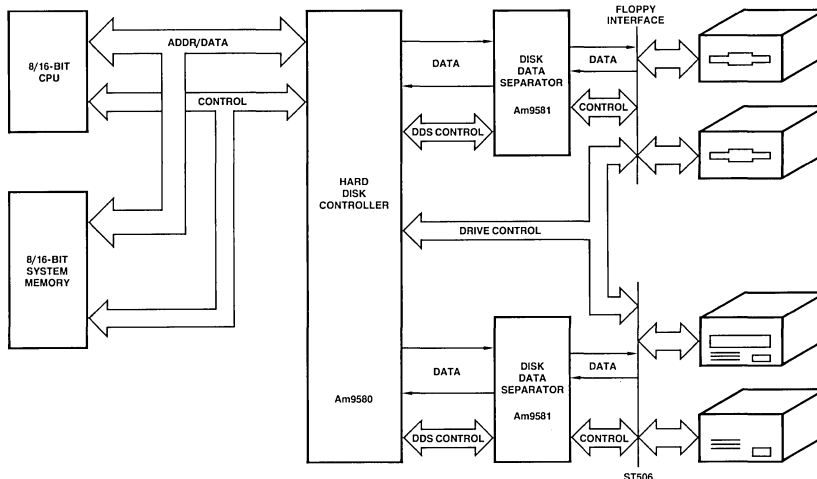 8/16-BIT
CPU
ADDR/DATA
CONTROL
8/16-BIT
SYSTEM
MEMORY
HARD
DISK
CONTROLLER
Am9580
DATA
DDS CONTROL
DISK
DATA
SEPARATOR
Am9581
DATA
CONTROL
FLOPPY
INTERFACE
DRIVE CONTROL
DATA
DDS CONTROL
DISK
DATA
SEPARATOR
Am9581
DATA
CONTROL
ST506